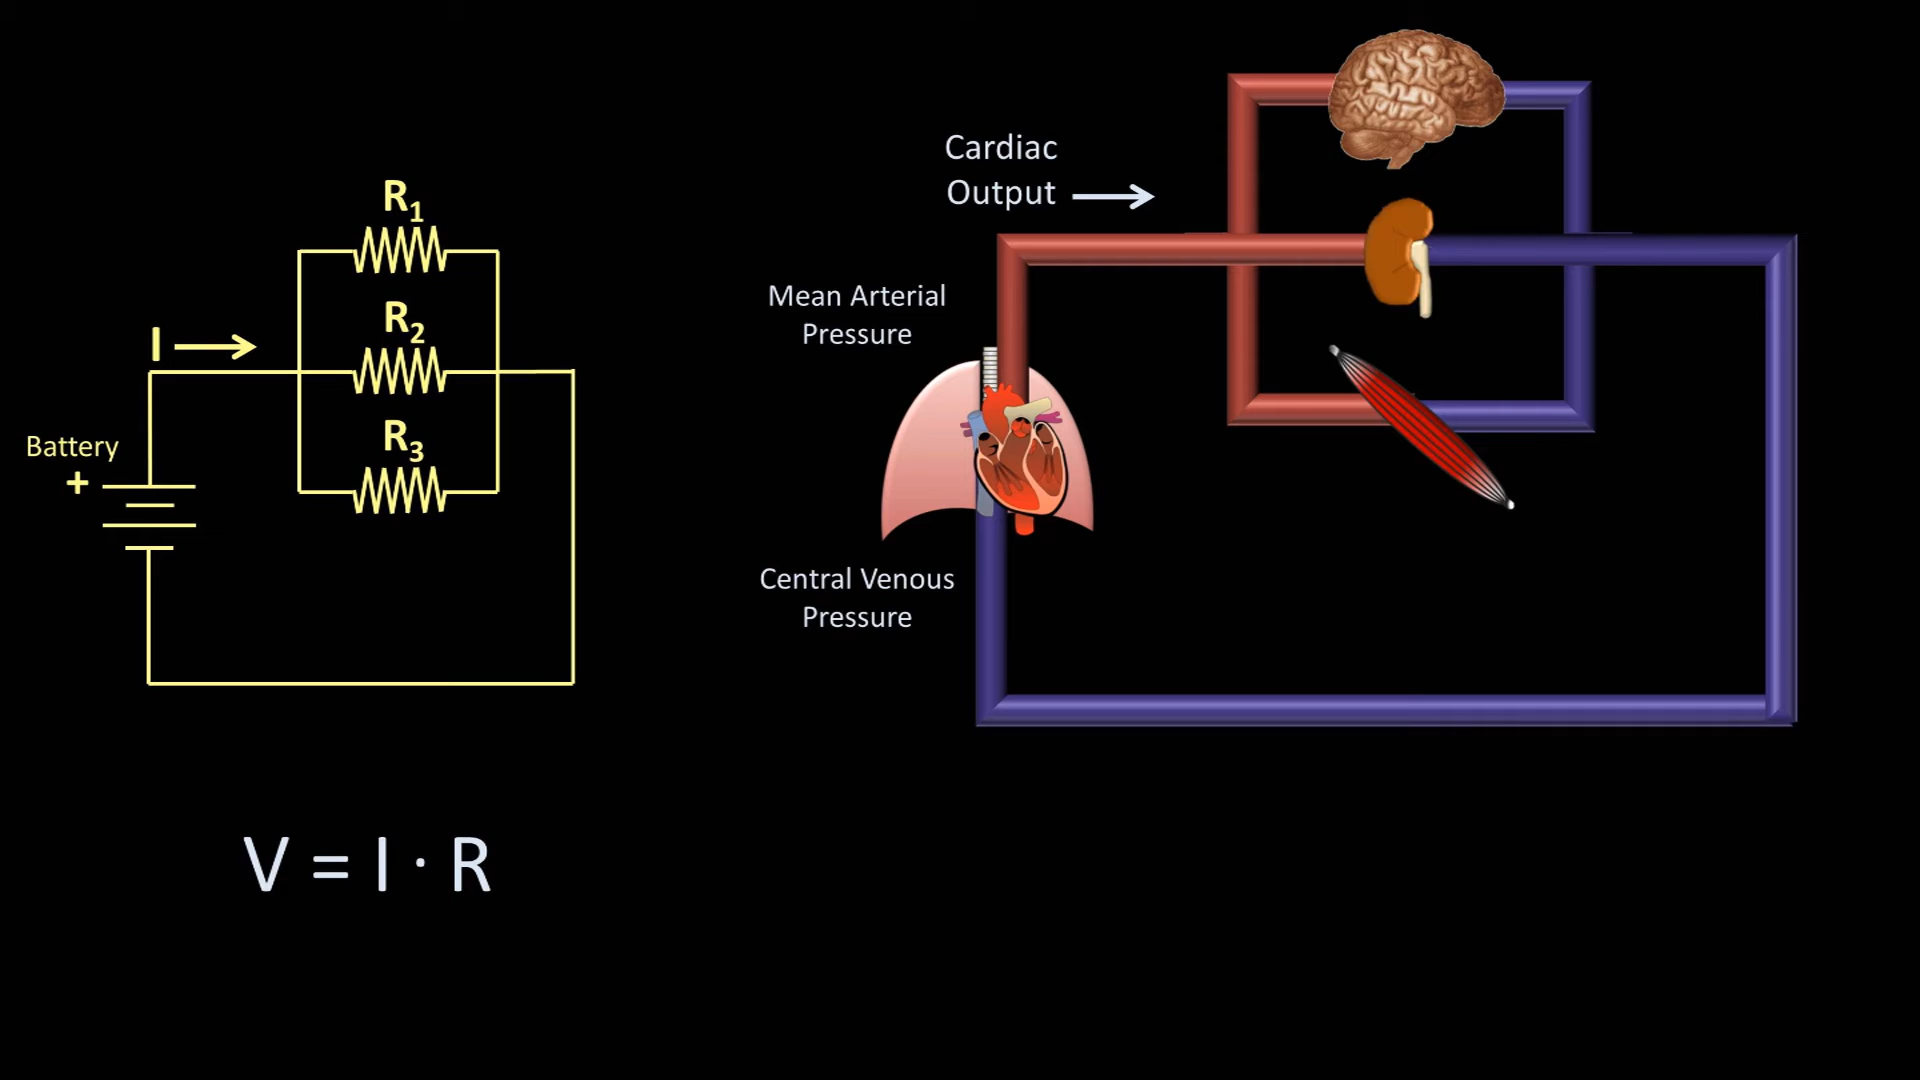 R₁
R₂
I
R₃
Battery
+
V = I · R
Cardiac
Output
Mean Arterial
Pressure
Central Venous
Pressure